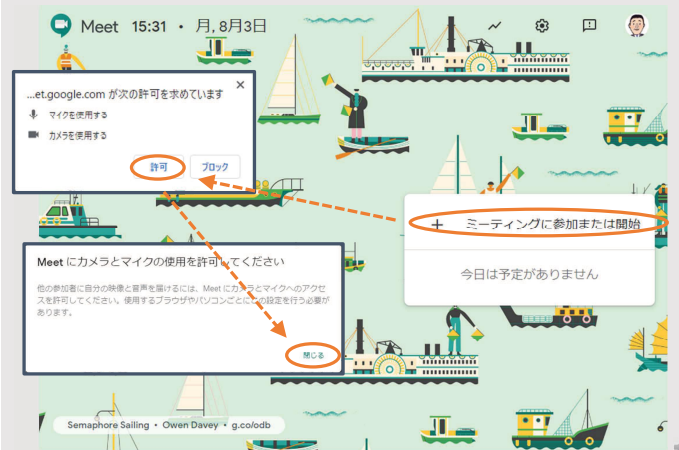 Meet 15:31 • 月, 8月3日
...et.google.com が次の許可を求めています
マイクを使用する
カメラを使用する
許可 ブロック
+ ミーティングに参加または開始
今日は予定がありません
Meet にカメラとマイクの使用を許可してください
他の参加者に自分の映像と音声を届けるには、Meet にカメラとマイクへのアクセ
スを許可してください。使用するブラウザやパソコンごとにこの設定を行う必要が
あります。
閉じる
Semaphore Sailing • Owen Davey • g.co/odb